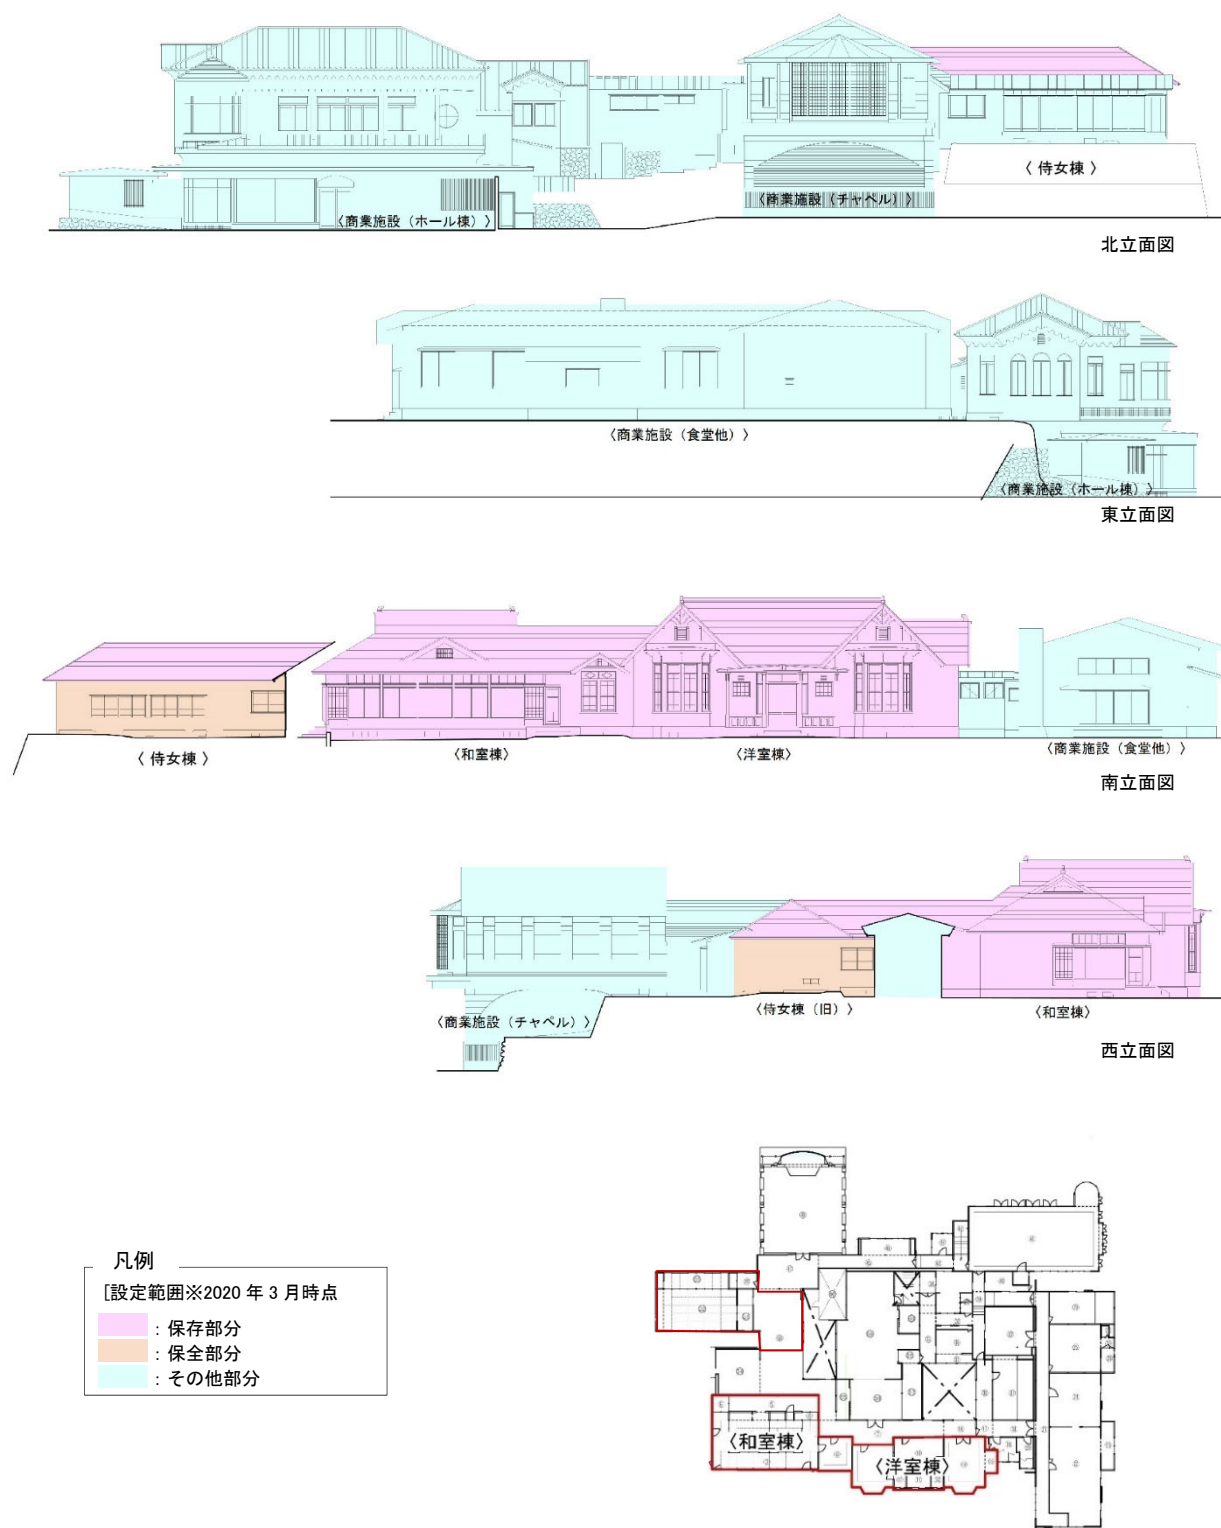 〈 侍女棟 〉
〈商業施設（チャペル）〉
〈商業施設（ホール棟）〉
北立面図
〈商業施設（食堂他）〉
〈商業施設（ホール棟）〉
東立面図
〈 侍女棟 〉
〈和室棟〉
〈洋室棟〉
〈商業施設（食堂他）〉
南立面図
〈商業施設（チャペル）〉
〈侍女棟（旧）〉
〈和室棟〉
西立面図
凡例
[設定範囲※2020 年 3 月時点
：保存部分
：保全部分
：その他部分
〈和室棟〉
〈洋室棟〉